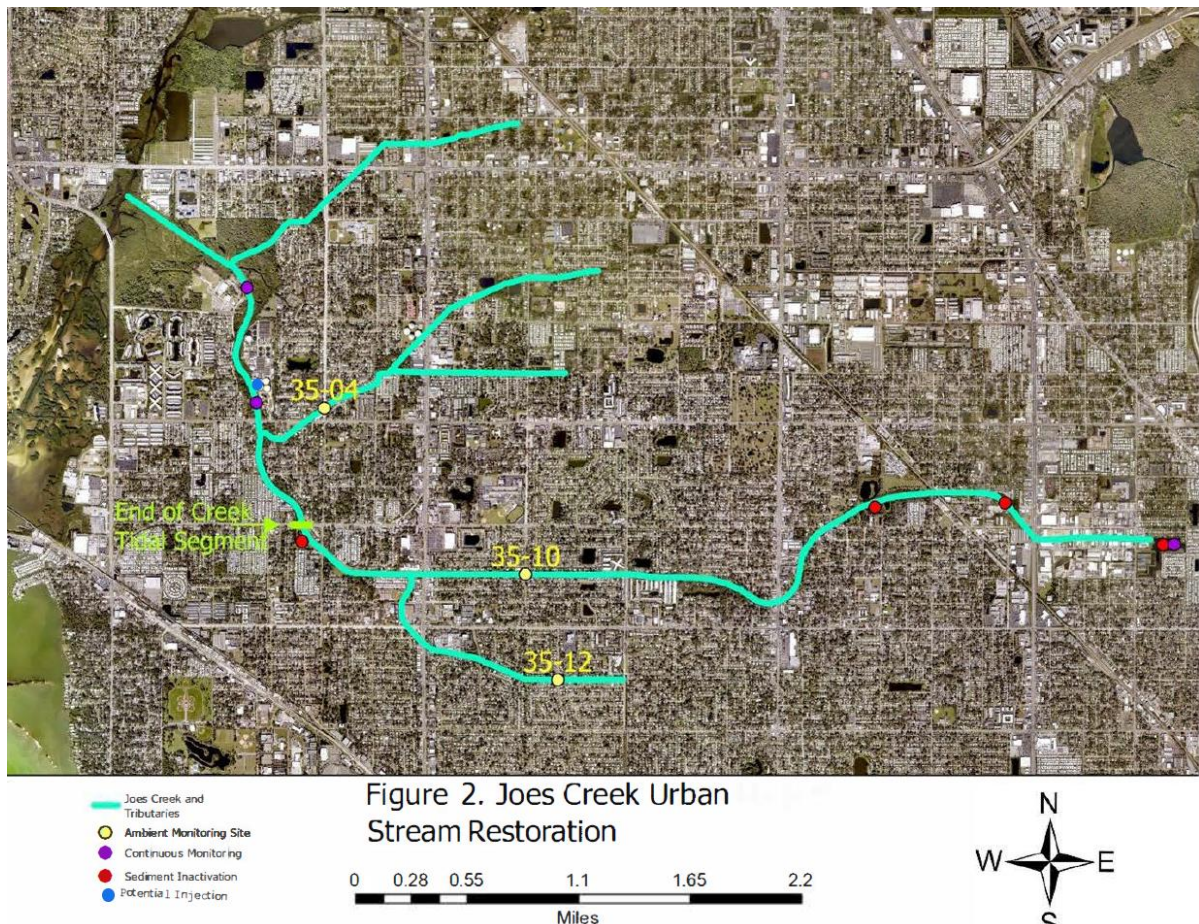 35-04
End of Creek
Tidal Segment
35-10
35-12
Joes Creek and
Tributaries
Ambient Monitoring Site
Continuous Monitoring
Sediment Inactivation
Potential Injection
Figure 2. Joes Creek Urban
Stream Restoration
0 0.28 0.55 1.1 1.65 2.2
Miles
N
W E
S